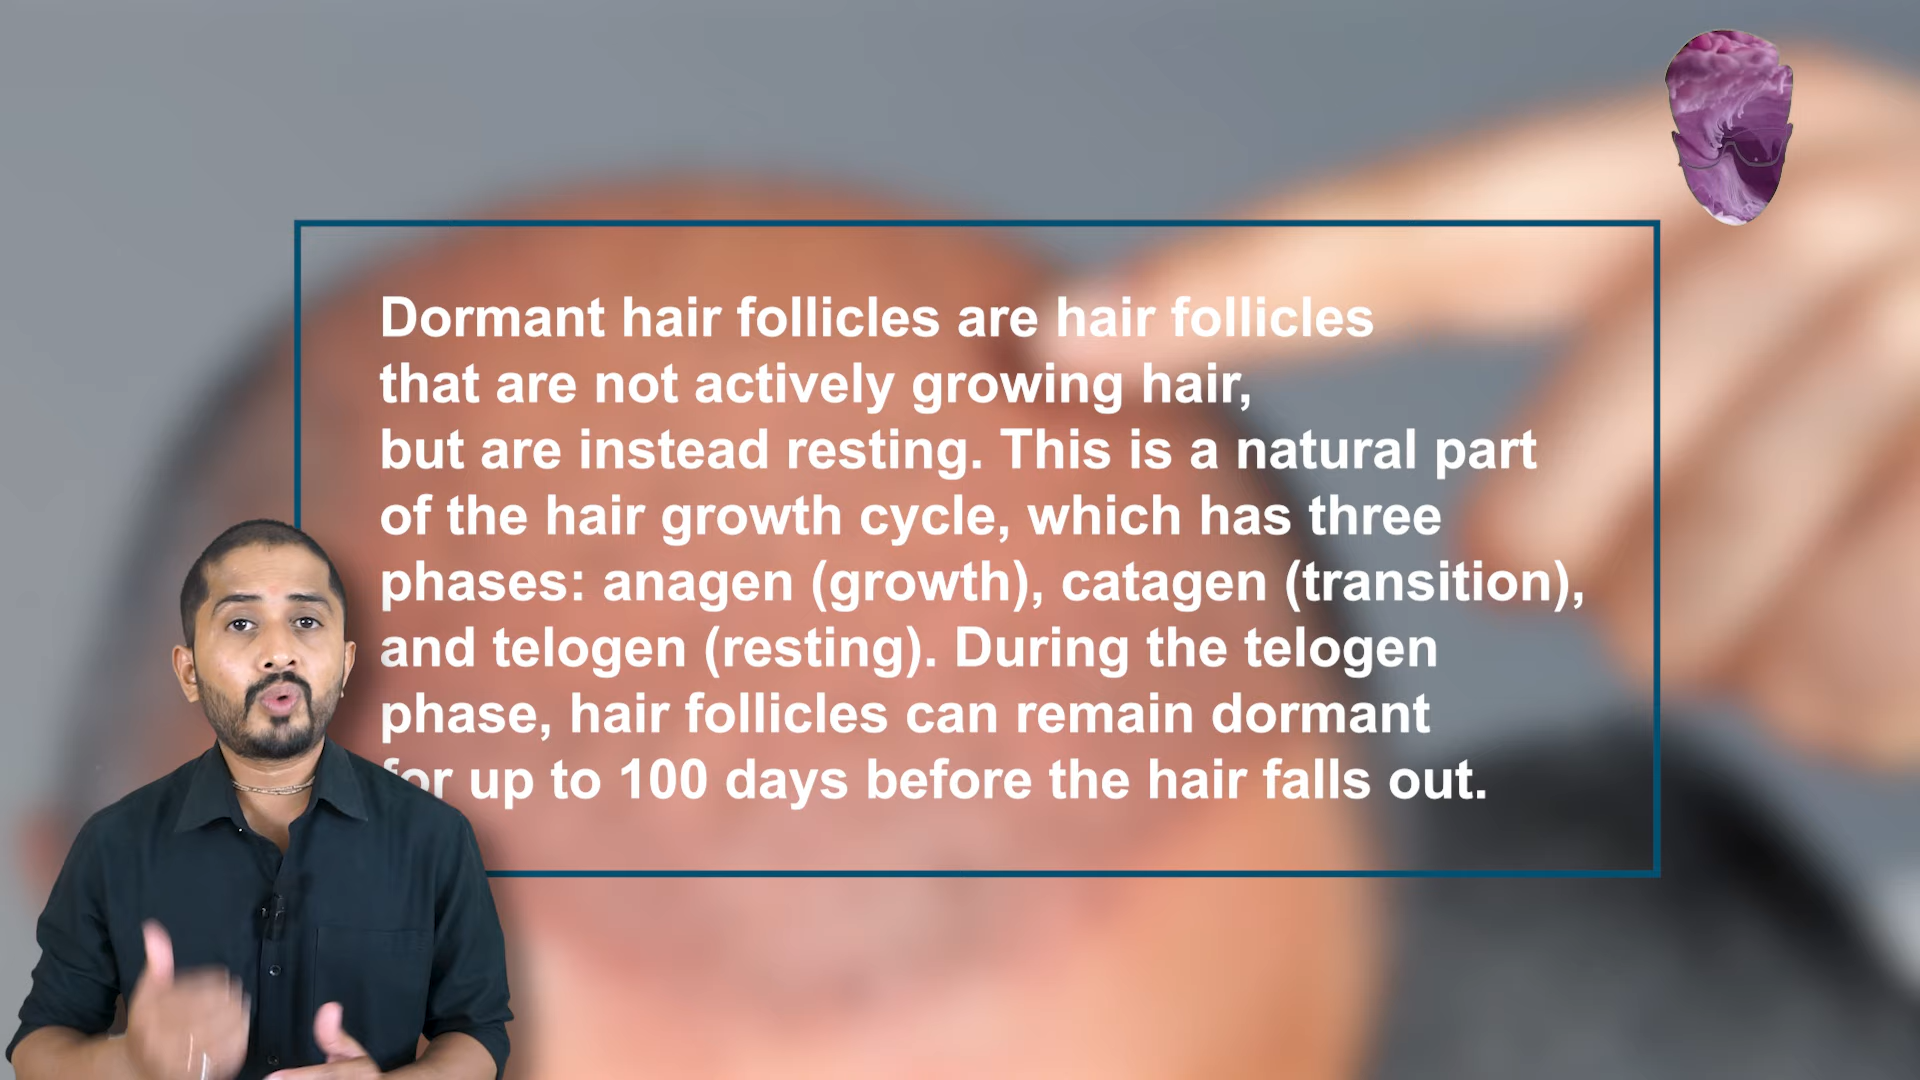 Dormant hair follicles are hair follicles
that are not actively growing hair,
but are instead resting. This is a natural part
of the hair growth cycle, which has three
phases: anagen (growth), catagen (transition),
and telogen (resting). During the telogen
phase, hair follicles can remain dormant
for up to 100 days before the hair falls out.